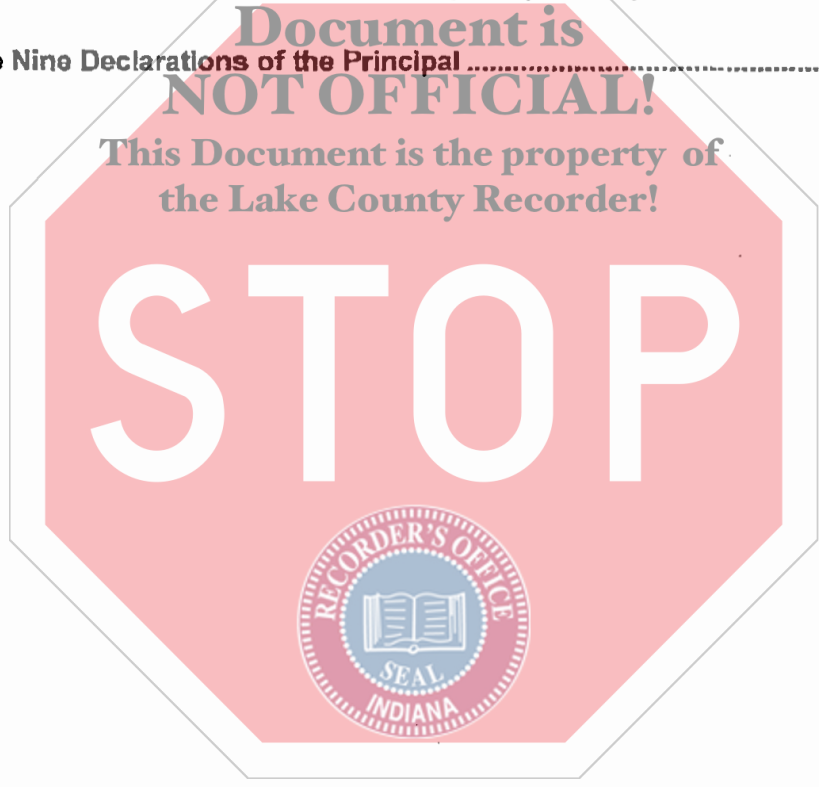 Document is
Nine Declarations of the Principal ........................................
NOT OFFICIAL!
This Document is the property of
the Lake County Recorder!
STOP
RECORDER'S OFFICE
SEAL
INDIANA